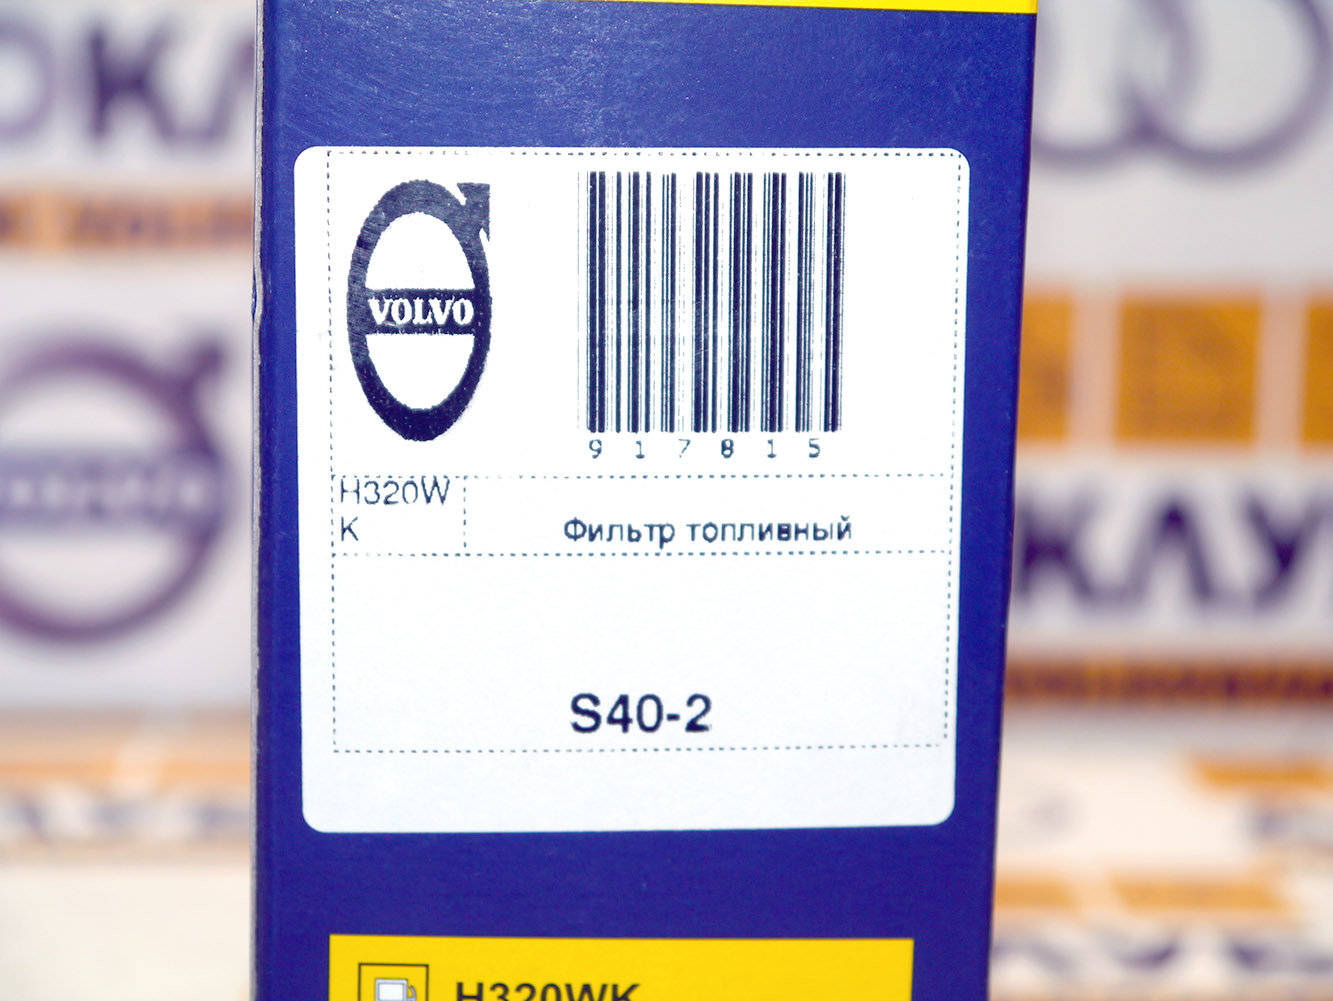 VOLVO
917815
H320W
K
Фильтр топливный
S40-2
H320WK